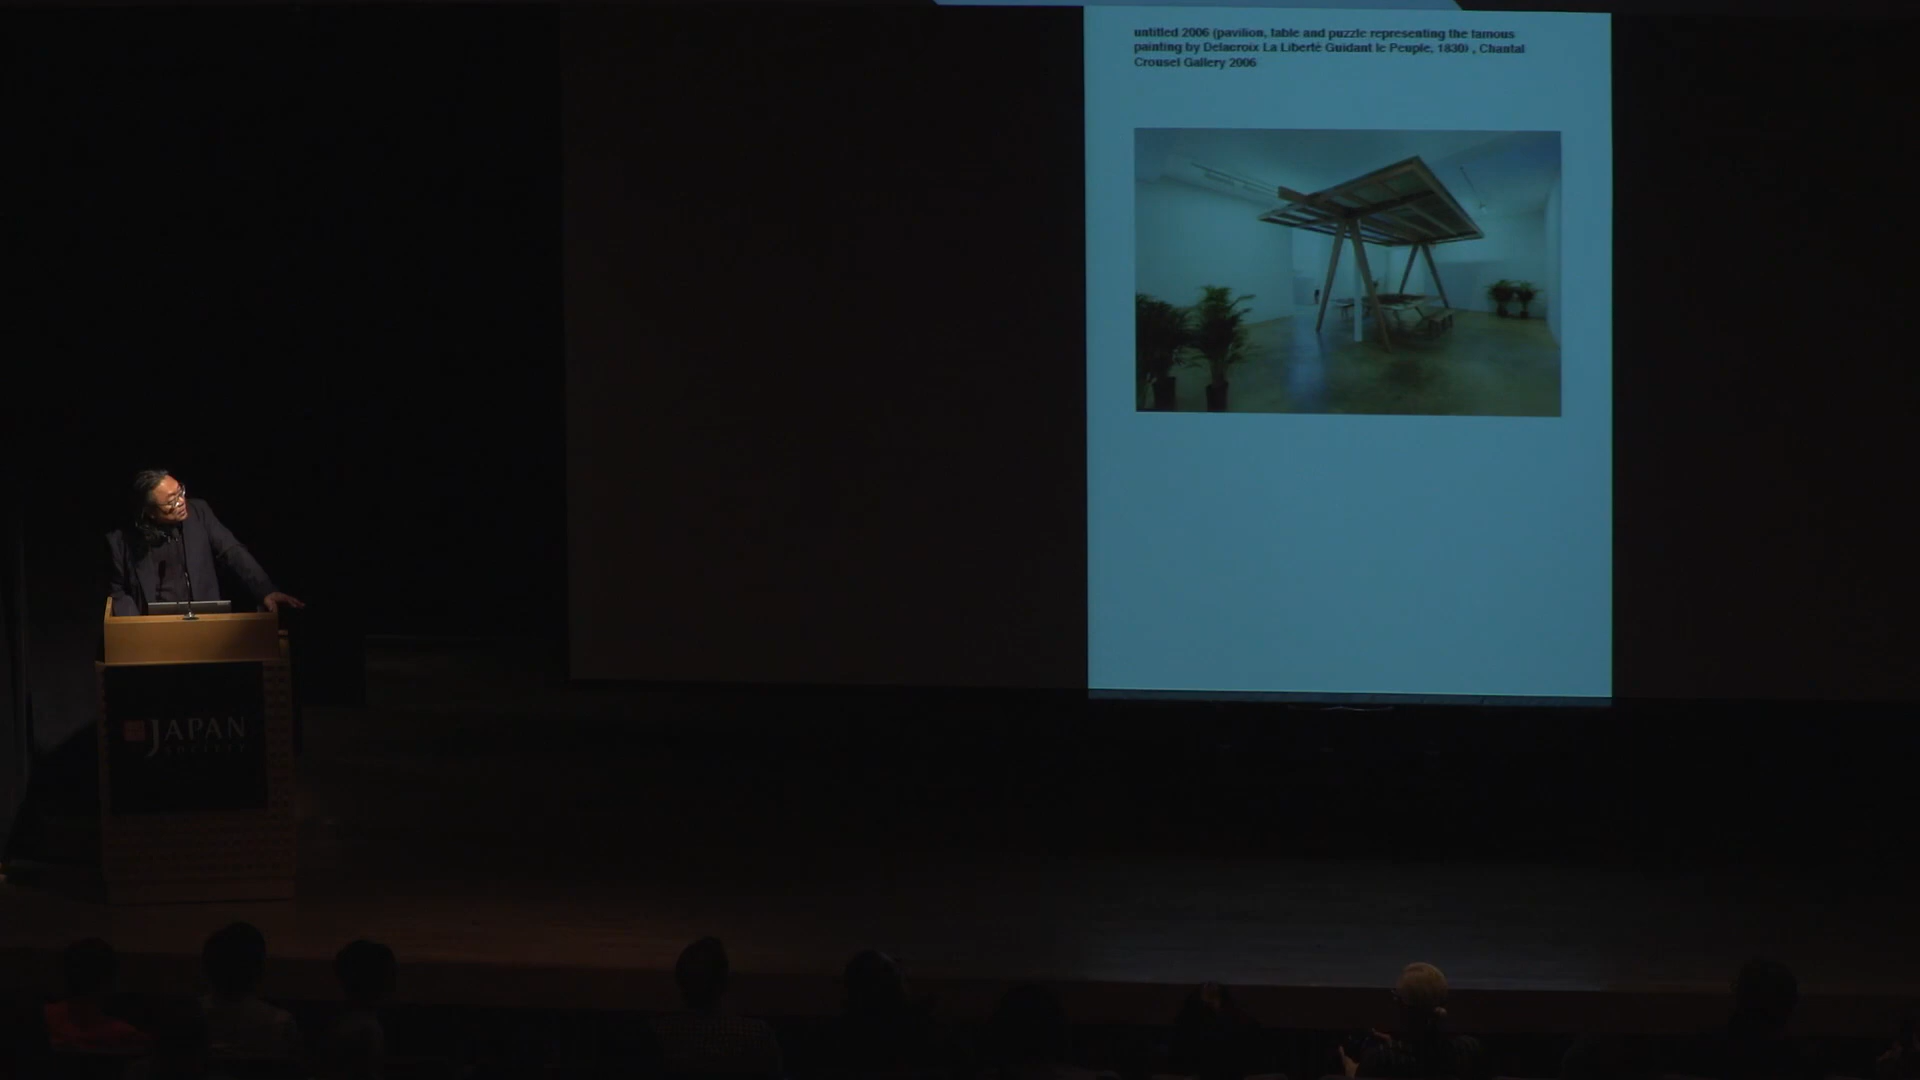 untitled 2006 (pavilion, table and puzzle representing the famous
painting by Delacroix La Liberté Guidant le Peuple, 1830) , Chantal
Crousel Gallery 2006
JAPAN
SOCIETY